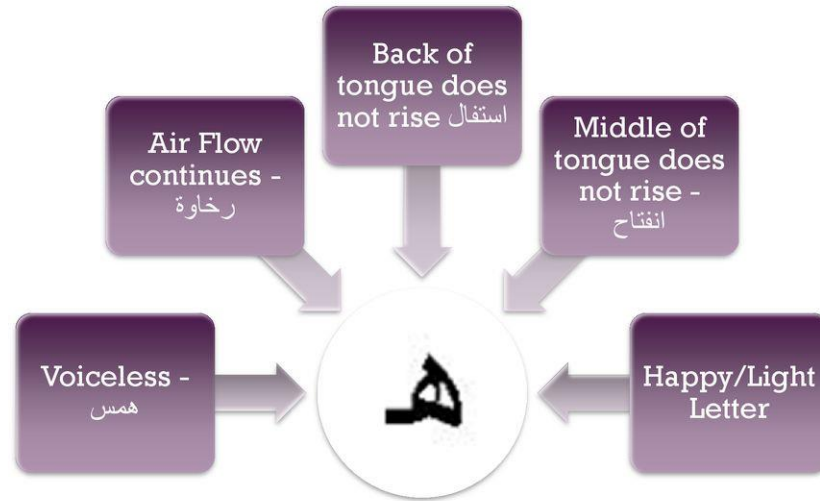 Voiceless -
همس
Air Flow
continues -
رخاوة
Back of
tongue does
not rise استفال
Middle of
tongue does
not rise -
انفتاح
Happy/Light
Letter
هـ